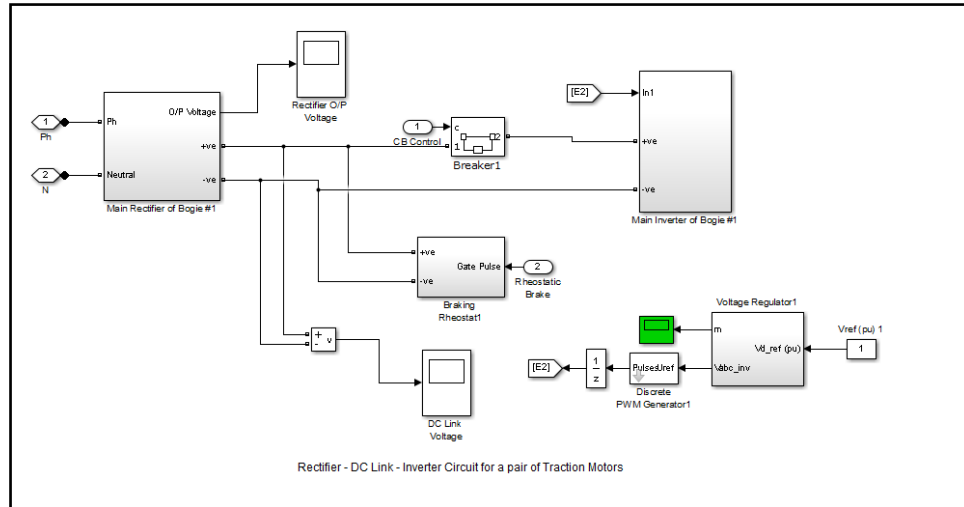 O/P Voltage
Rectifier O/P
Voltage
[E2]
In1
1
Ph
Ph
1
CB Control
c
1
2
Breaker1
+ve
+ve
2
N
Neutral
-ve
-ve
Main Rectifier of Bogie #1
Main Inverter of Bogie #1
+ve
-ve
Gate Pulse
2
Rheostatic
Brake
Braking
Rheostat1
+
-
v
DC Link
Voltage
Voltage Regulator1
m
Vd_ref (pu)
Vabc_inv
Vref (pu) 1
1
[E2]
1
z
Pulses
Uref
Discrete
PWM Generator1
Rectifier - DC Link - Inverter Circuit for a pair of Traction Motors